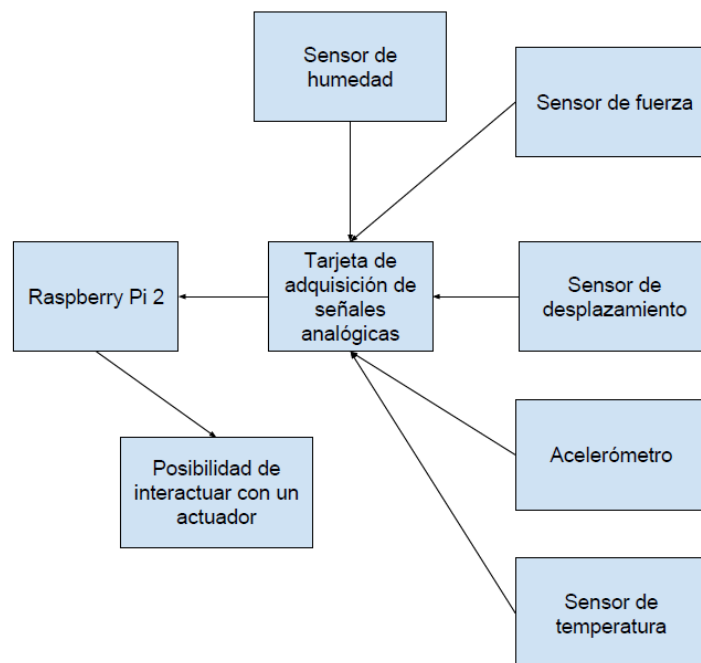 Sensor de
humedad
Sensor de fuerza
Raspberry Pi 2
Tarjeta de
adquisición de
señales
analógicas
Sensor de
desplazamiento
Posibilidad de
interactuar con un
actuador
Acelerómetro
Sensor de
temperatura